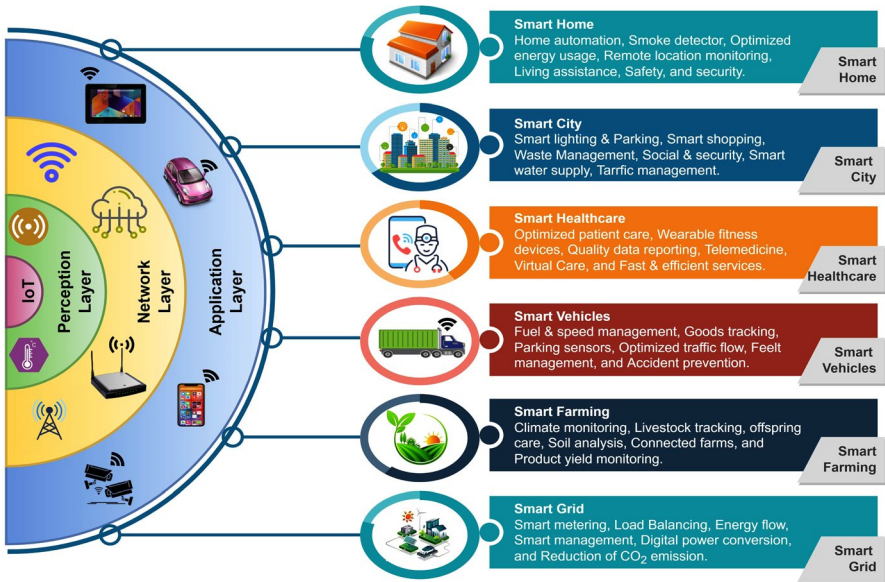 IoT
Perception
Layer
Network
Layer
Application
Layer
°C
Smart Home
Home automation, Smoke detector, Optimized
energy usage, Remote location monitoring,
Living assistance, Safety, and security.
Smart
Home
Smart City
Smart lighting & Parking, Smart shopping,
Waste Management, Social & security, Smart
water supply, Tarrfic management.
Smart
City
Smart Healthcare
Optimized patient care, Wearable fitness
devices, Quality data reporting, Telemedicine,
Virtual Care, and Fast & efficient services.
Smart
Healthcare
Smart Vehicles
Fuel & speed management, Goods tracking,
Parking sensors, Optimized traffic flow, Feelt
management, and Accident prevention.
Smart
Vehicles
Smart Farming
Climate monitoring, Livestock tracking, offspring
care, Soil analysis, Connected farms, and
Product yield monitoring.
Smart
Farming
Smart Grid
Smart metering, Load Balancing, Energy flow,
Smart management, Digital power conversion,
and Reduction of CO₂ emission.
Smart
Grid